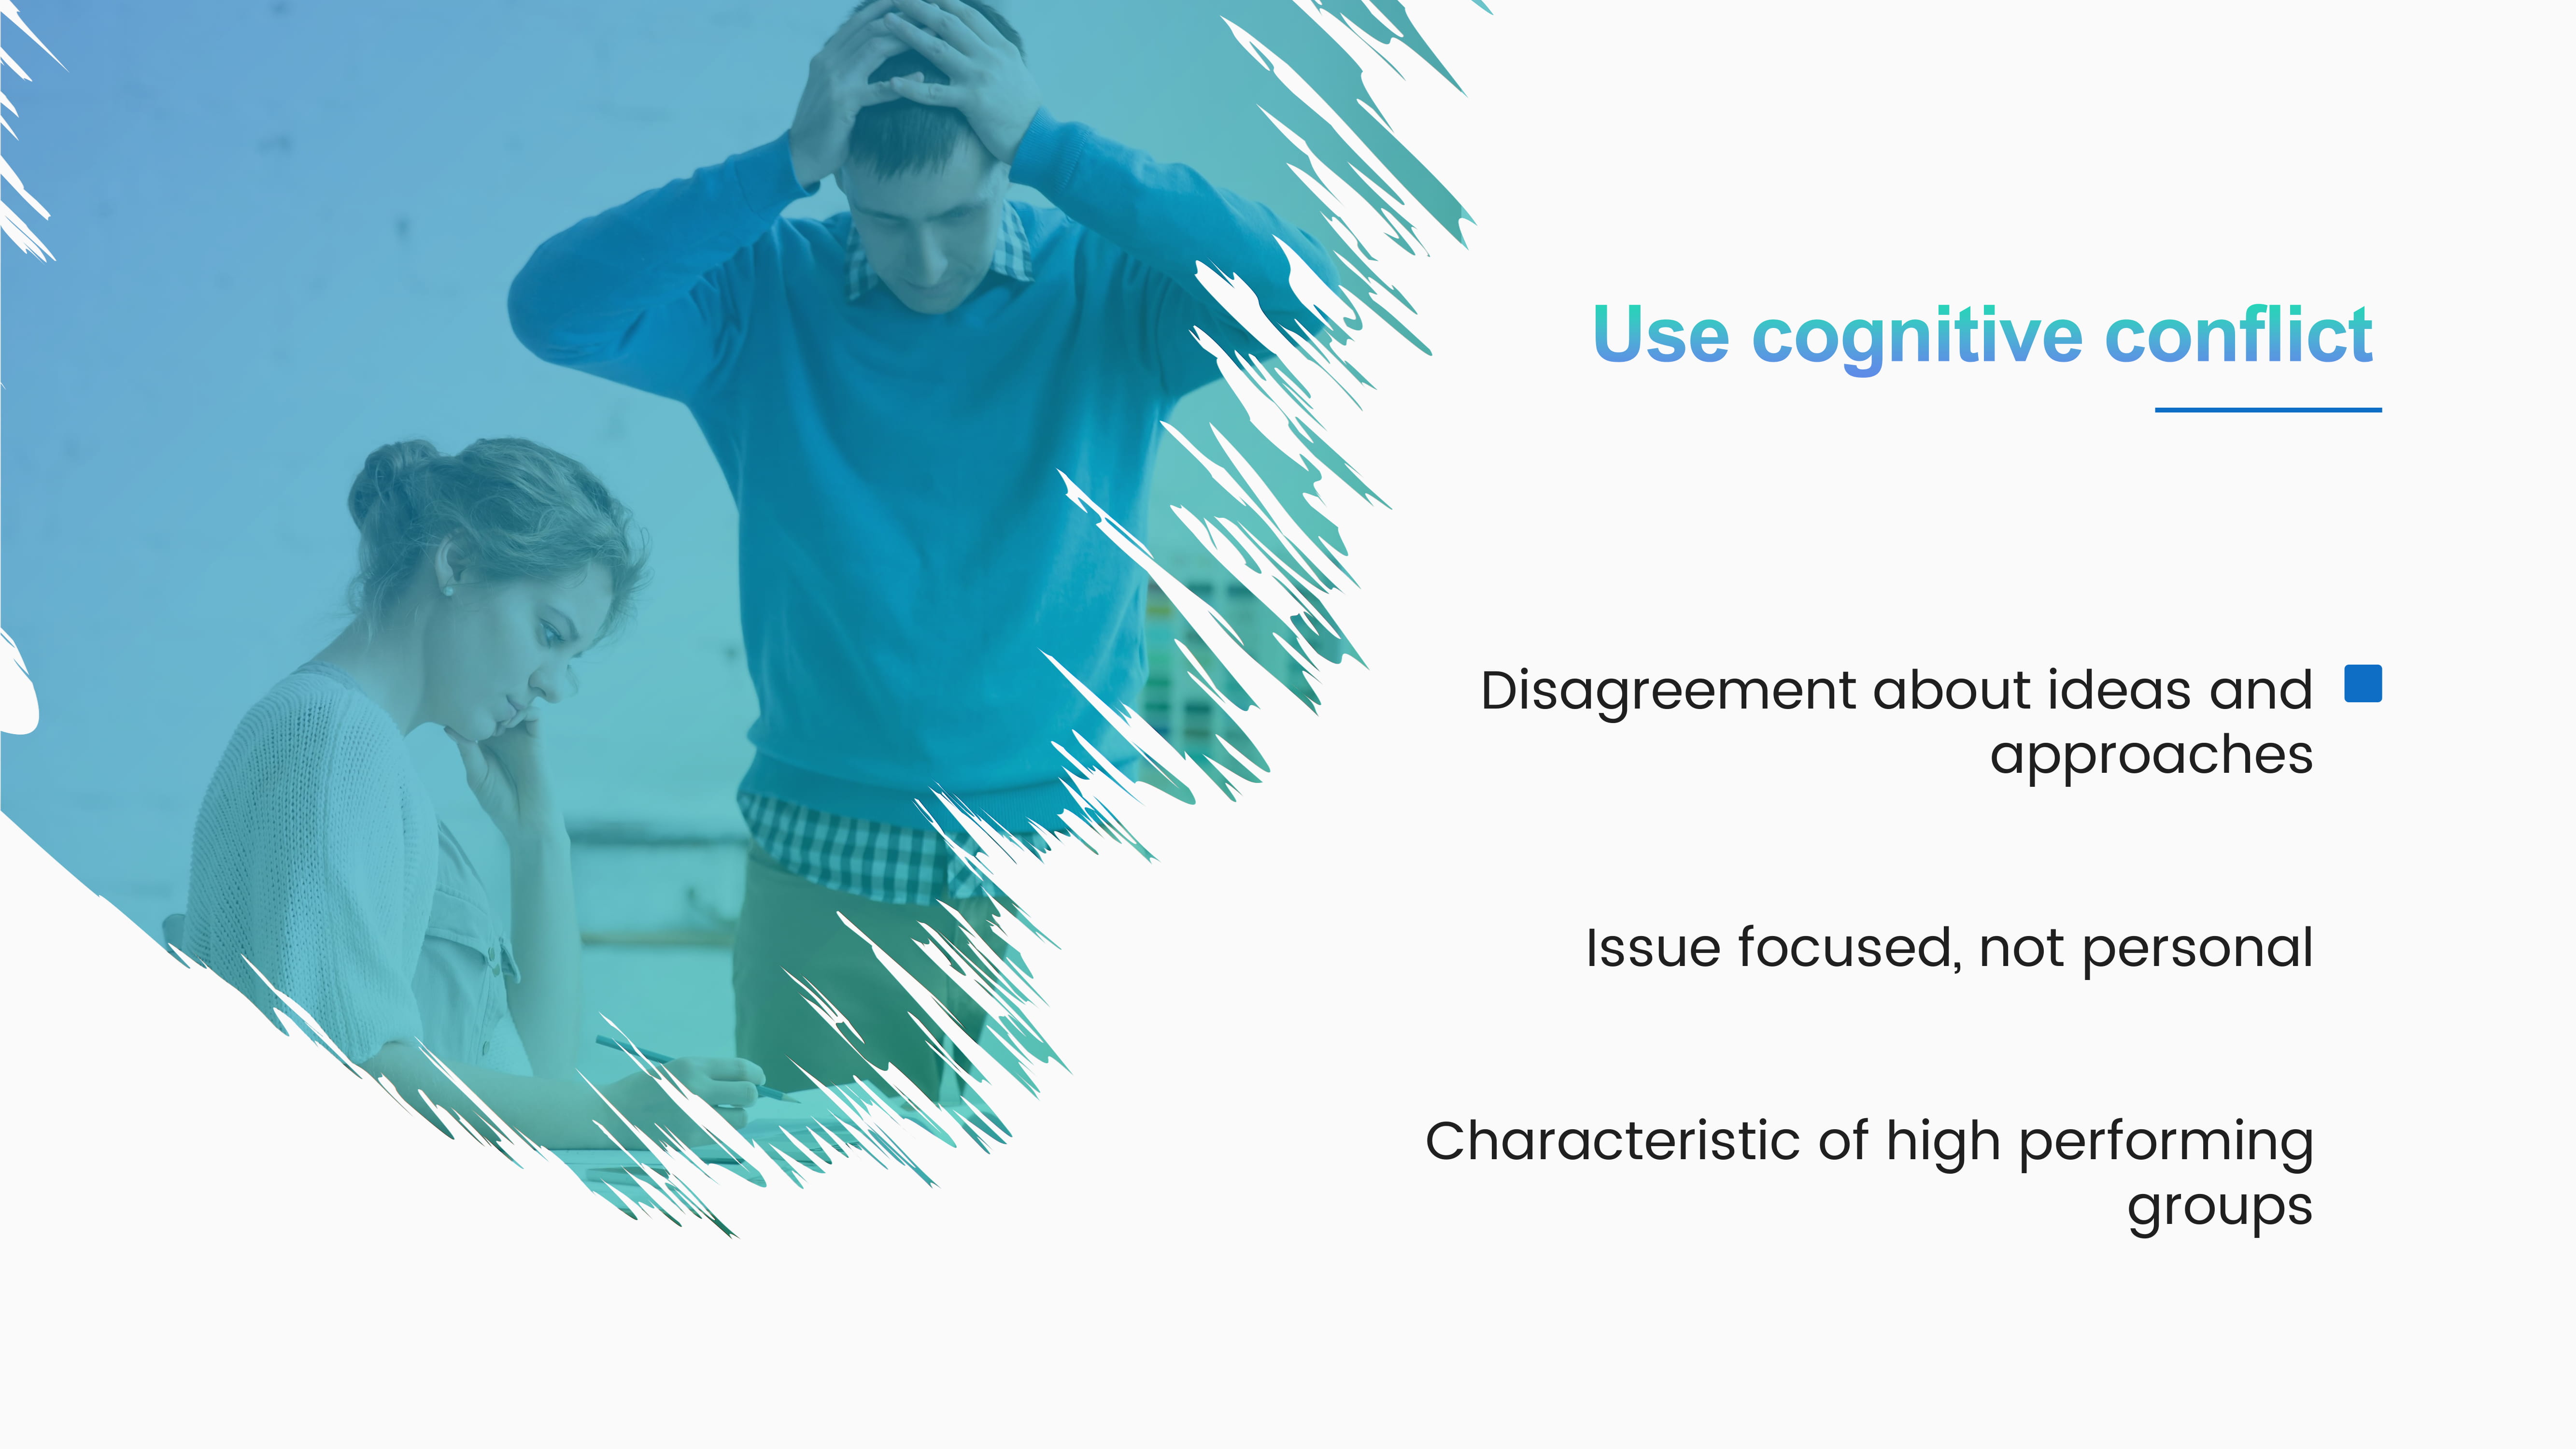 Use cognitive conflict
Disagreement about ideas and
approaches
Issue focused, not personal
Characteristic of high performing
groups